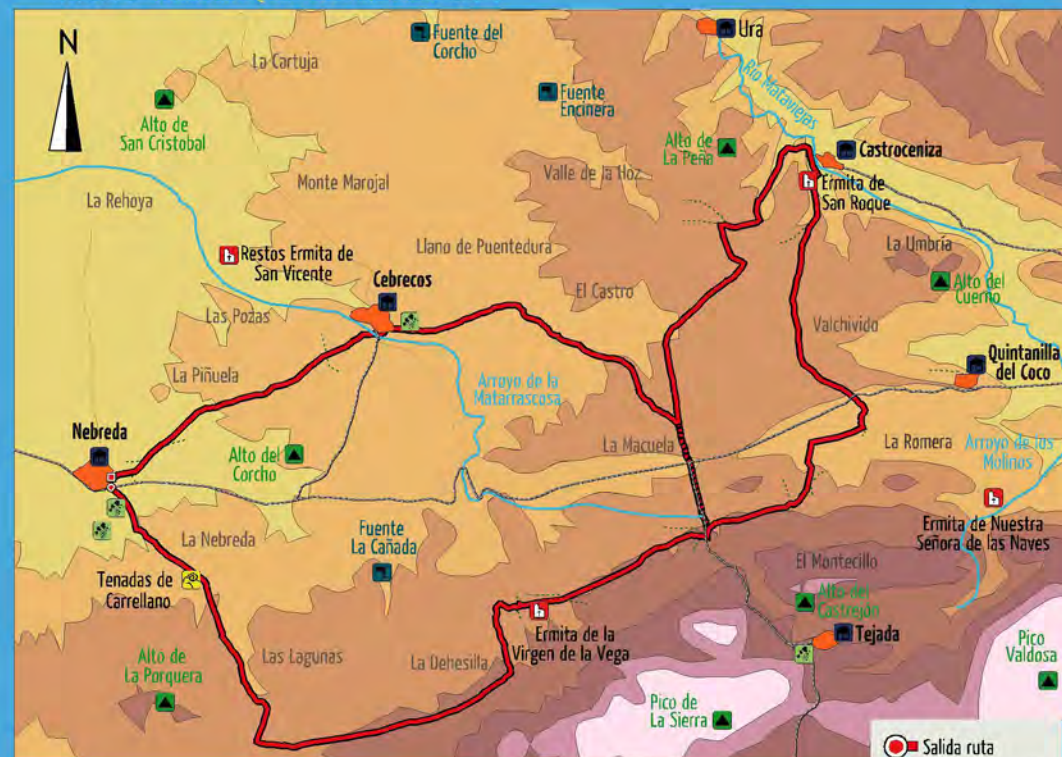 N
La Cartuja
Fuente del
Corcho
Ura
Río Mataviejas
Alto de
San Cristobal
Fuente
Encinera
Alto de
La Peña
Castroceniza
Monte Marojal
Valle de la Hoz
Ermita de
San Roque
La Rehoya
Restos Ermita de
San Vicente
Llano de Puentedura
La Umbría
Cebrecos
El Castro
Alto del
Cuerno
Las Pozas
Valchivido
La Piñuela
Arroyo de la
Matarrascosa
Quintanilla
del Coco
Nebreda
Alto del
Corcho
La Macuela
La Romera
Arroyo de los
Molinos
La Nebreda
Fuente
La Cañada
Ermita de Nuestra
Señora de las Naves
Tenadas de
Carrellano
El Montecillo
Alto del
Castrejón
Ermita de la
Virgen de la Vega
Tejada
Las Lagunas
La Dehesilla
Alto de
La Porquera
Pico de
La Sierra
Pico
Valdosa
Salida ruta